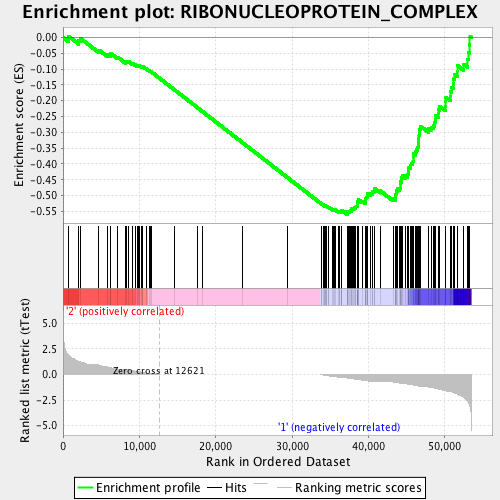 Enrichment plot: RIBONUCLEOPROTEIN_COMPLEX
Enrichment score (ES)
0.00
-0.05
-0.10
-0.15
-0.20
-0.25
-0.30
-0.35
-0.40
-0.45
-0.50
-0.55
Ranked list metric (tTest)
5.0
2.5
0.0
-2.5
-5.0
'2' (positively correlated)
Zero cross at 12621
'1' (negatively correlated)
0
10,000
20,000
30,000
40,000
50,000
Rank in Ordered Dataset
Enrichment profile
Hits
Ranking metric scores